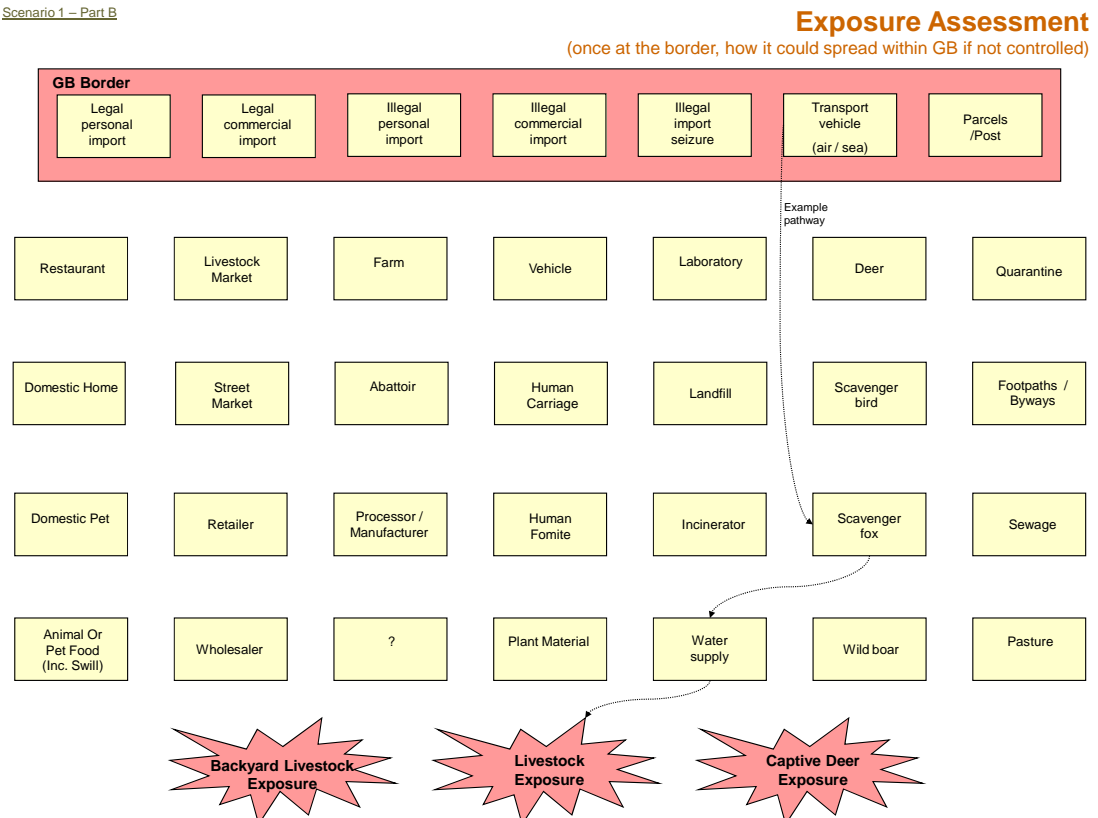 Scenario 1 – Part B
Exposure Assessment
(once at the border, how it could spread within GB if not controlled)
GB Border
Legal
personal
import
Legal
commercial
import
Illegal
personal
import
Illegal
commercial
import
Illegal
import
seizure
Transport
vehicle
(air / sea)
Parcels
/Post
Example
pathway
Restaurant
Livestock
Market
Farm
Vehicle
Laboratory
Deer
Quarantine
Domestic Home
Street
Market
Abattoir
Human
Carriage
Landfill
Scavenger
bird
Footpaths /
Byways
Domestic Pet
Retailer
Processor /
Manufacturer
Human
Fomite
Incinerator
Scavenger
fox
Sewage
Animal Or
Pet Food
(Inc. Swill)
Wholesaler
?
Plant Material
Water
supply
Wild boar
Pasture
Backyard Livestock
Exposure
Livestock
Exposure
Captive Deer
Exposure